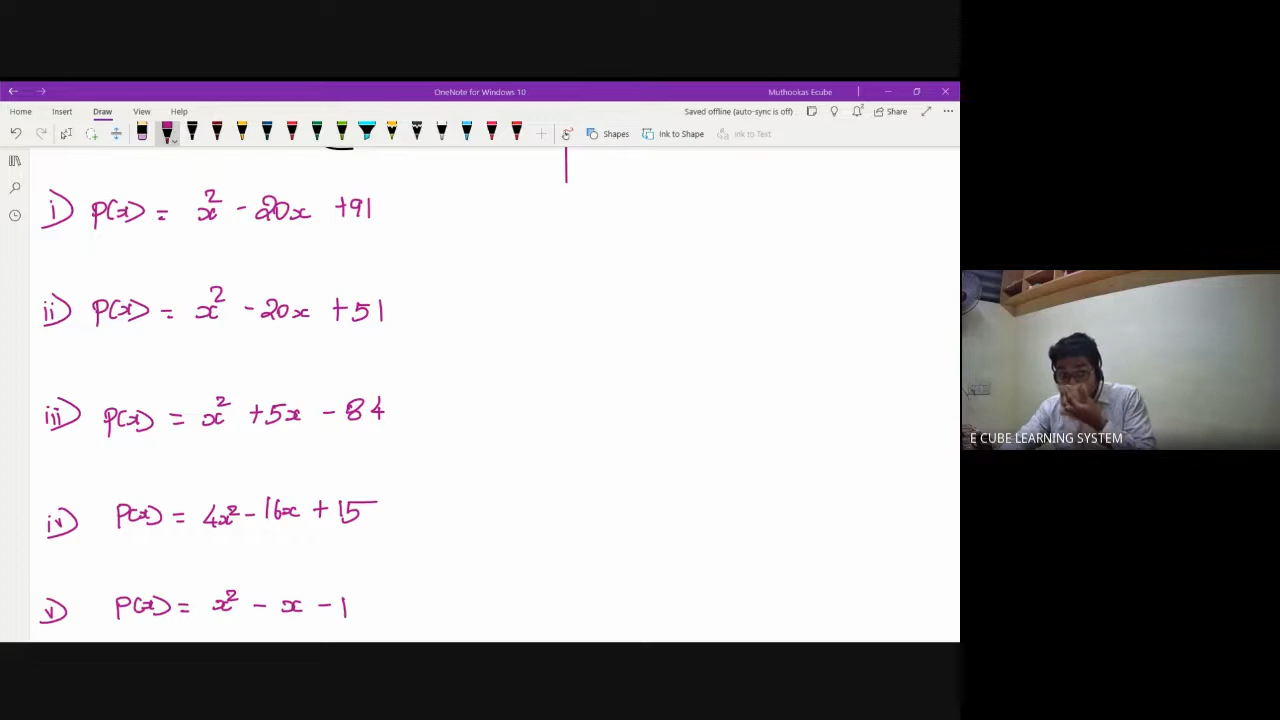 OneNote for Windows 10
Muthookas Ecube
Home Insert Draw View Help
Saved offline (auto-sync is off)
Share
Shapes
Ink to Shape
Ink to Text
i) P(x) = x² - 20x + 91
ii) P(x) = x² - 20x + 51
iii) P(x) = x² + 5x - 84
iv) P(x) = 4x² - 16x + 15
v) P(x) = x² - x - 1
E CUBE LEARNING SYSTEM